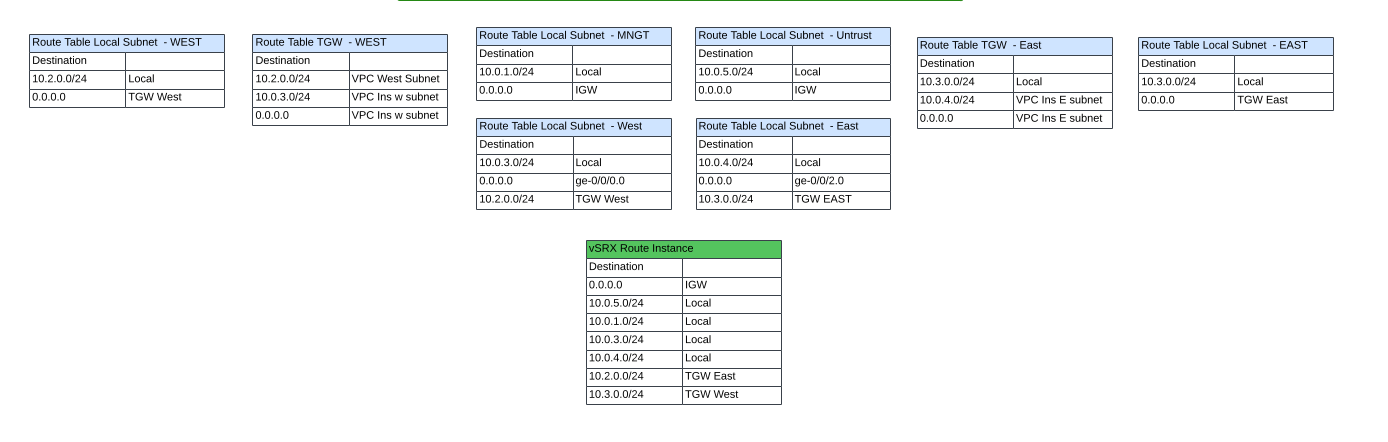 Route Table Local Subnet - WEST
Destination
10.2.0.0/24 Local
0.0.0.0 TGW West
Route Table TGW - WEST
Destination
10.2.0.0/24 VPC West Subnet
10.0.3.0/24 VPC Ins w subnet
0.0.0.0 VPC Ins w subnet
Route Table Local Subnet - MNGT
Destination
10.0.1.0/24 Local
0.0.0.0 IGW
Route Table Local Subnet - Untrust
Destination
10.0.5.0/24 Local
0.0.0.0 IGW
Route Table TGW - East
Destination
10.3.0.0/24 Local
10.0.4.0/24 VPC Ins E subnet
0.0.0.0 VPC Ins E subnet
Route Table Local Subnet - EAST
Destination
10.3.0.0/24 Local
0.0.0.0 TGW East
Route Table Local Subnet - West
Destination
10.0.3.0/24 Local
0.0.0.0 ge-0/0/0.0
10.2.0.0/24 TGW West
Route Table Local Subnet - East
Destination
10.0.4.0/24 Local
0.0.0.0 ge-0/0/2.0
10.3.0.0/24 TGW EAST
vSRX Route Instance
Destination
0.0.0.0 IGW
10.0.5.0/24 Local
10.0.1.0/24 Local
10.0.3.0/24 Local
10.0.4.0/24 Local
10.2.0.0/24 TGW East
10.3.0.0/24 TGW West